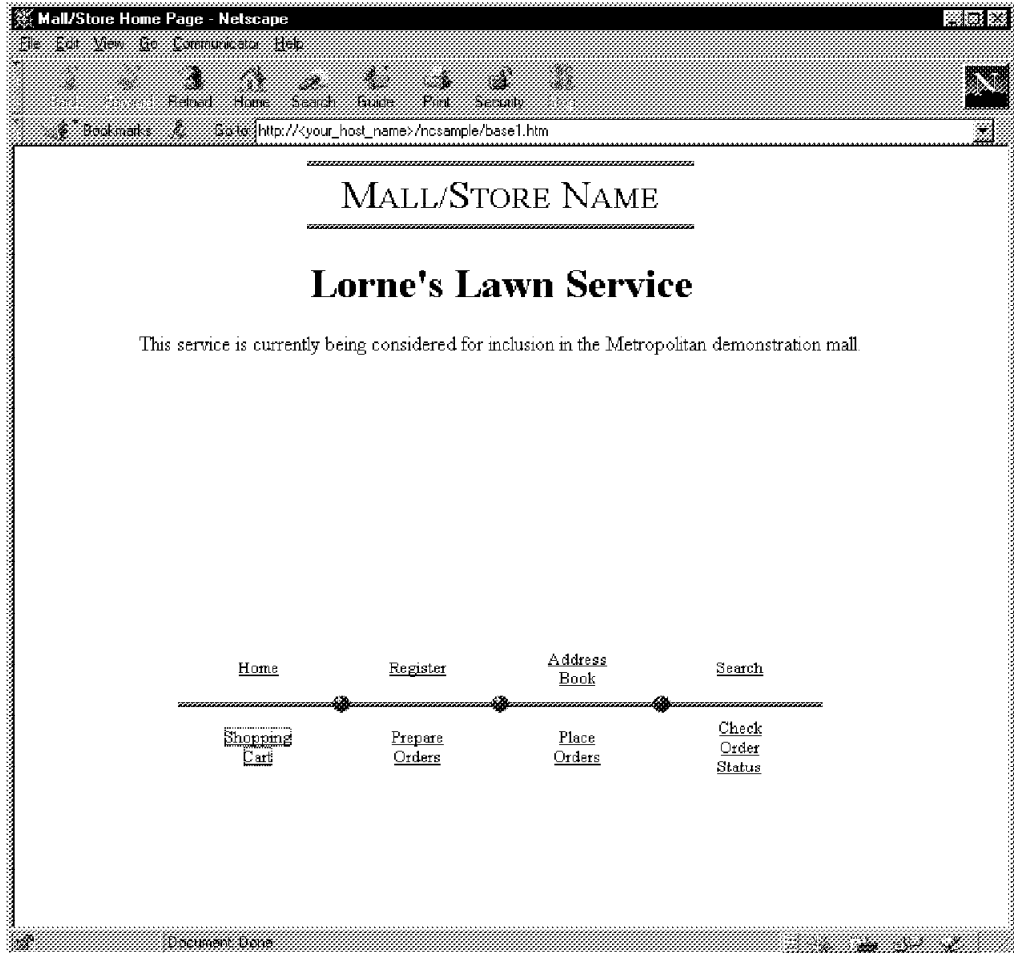 Mall/Store Home Page - Netscape
File Edit View Go Communicator Help
Reload Home Search Guide Print Security
N
Bookmarks Go to: http://<your_host_name>/ncsample/base1.htm
MALL/STORE NAME
Lorne's Lawn Service
This service is currently being considered for inclusion in the Metropolitan demonstration mall.
Home Register Address Book Search
Shopping Cart Prepare Orders Place Orders Check Order Status
Document: Done